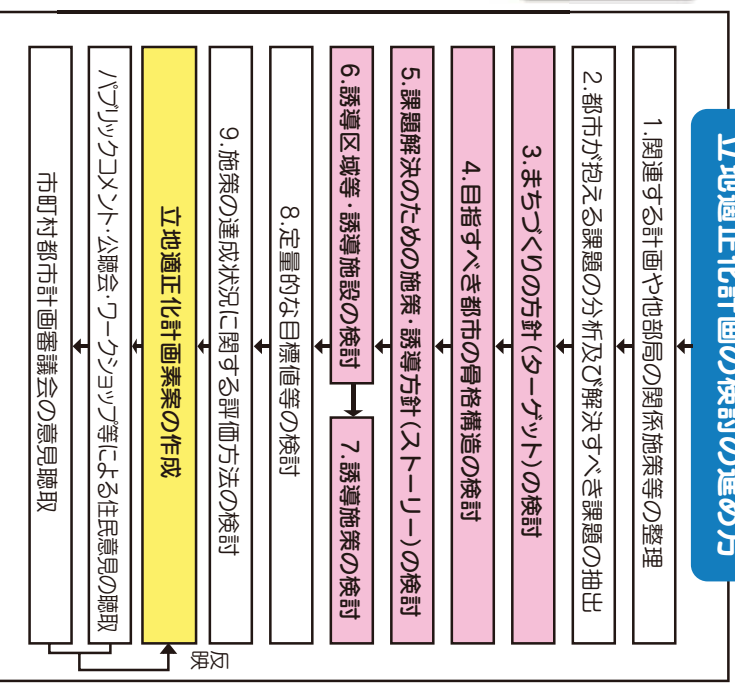 立地適正化計画の検討の進め方
1.関連する計画や他部局の関係施策等の整理
2.都市が抱える課題の分析及び解決すべき課題の抽出
3.まちづくりの方針(ターゲット)の検討
4.目指すべき都市の骨格構造の検討
5.課題解決のための施策・誘導方針(ストーリー)の検討
6.誘導区域等・誘導施設の検討
7.誘導施策の検討
8.定量的な目標値等の検討
9.施策の達成状況に関する評価方法の検討
立地適正化計画素案の作成
パブリックコメント・公聴会・ワークショップ等による住民意見の聴取
市町村都市計画審議会の意見聴取
反映